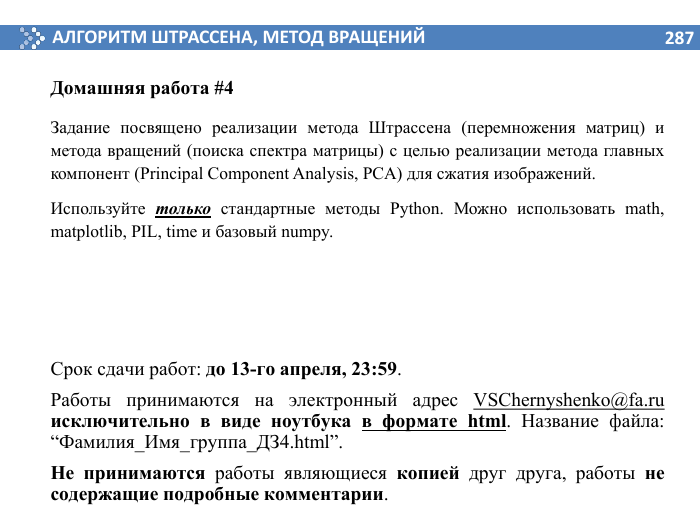 АЛГОРИТМ ШТРАССЕНА, МЕТОД ВРАЩЕНИЙ 287
Домашняя работа #4
Задание посвящено реализации метода Штрассена (перемножения матриц) и
метода вращений (поиска спектра матрицы) с целью реализации метода главных
компонент (Principal Component Analysis, PCA) для сжатия изображений.
Используйте только стандартные методы Python. Можно использовать math,
matplotlib, PIL, time и базовый numpy.
Срок сдачи работ: до 13-го апреля, 23:59.
Работы принимаются на электронный адрес VSChernyshenko@fa.ru
исключительно в виде ноутбука в формате html. Название файла:
“Фамилия_Имя_группа_ДЗ4.html”.
Не принимаются работы являющиеся копией друг друга, работы не
содержащие подробные комментарии.